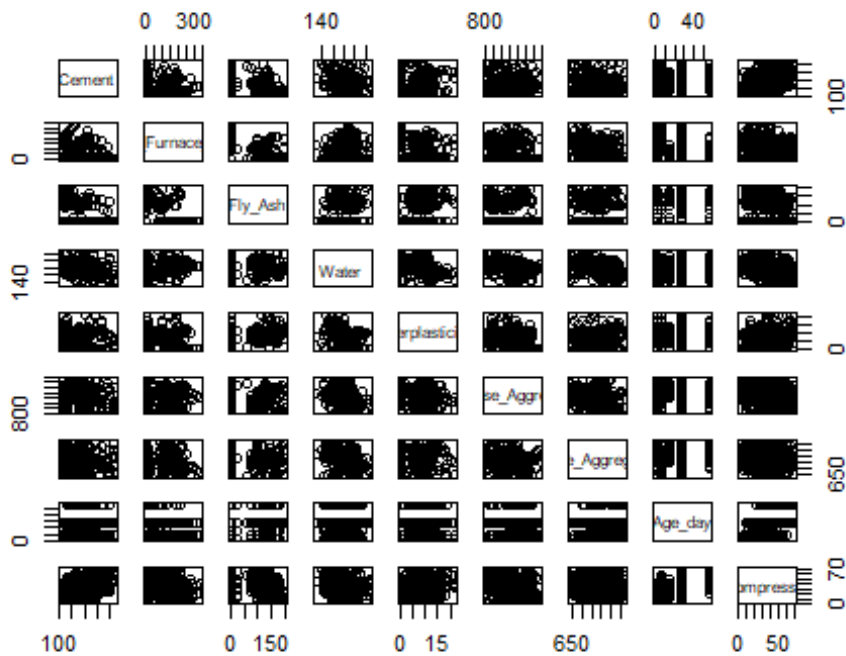 0 300 140 800 0 40
Cement 100
0 Furnace
Fly_Ash 0
140 Water
erplastici 0
800 se_Aggre
e_Aggreg 650
0 Age_day
ompress 0 70
100 0 150 0 15 650 0 50